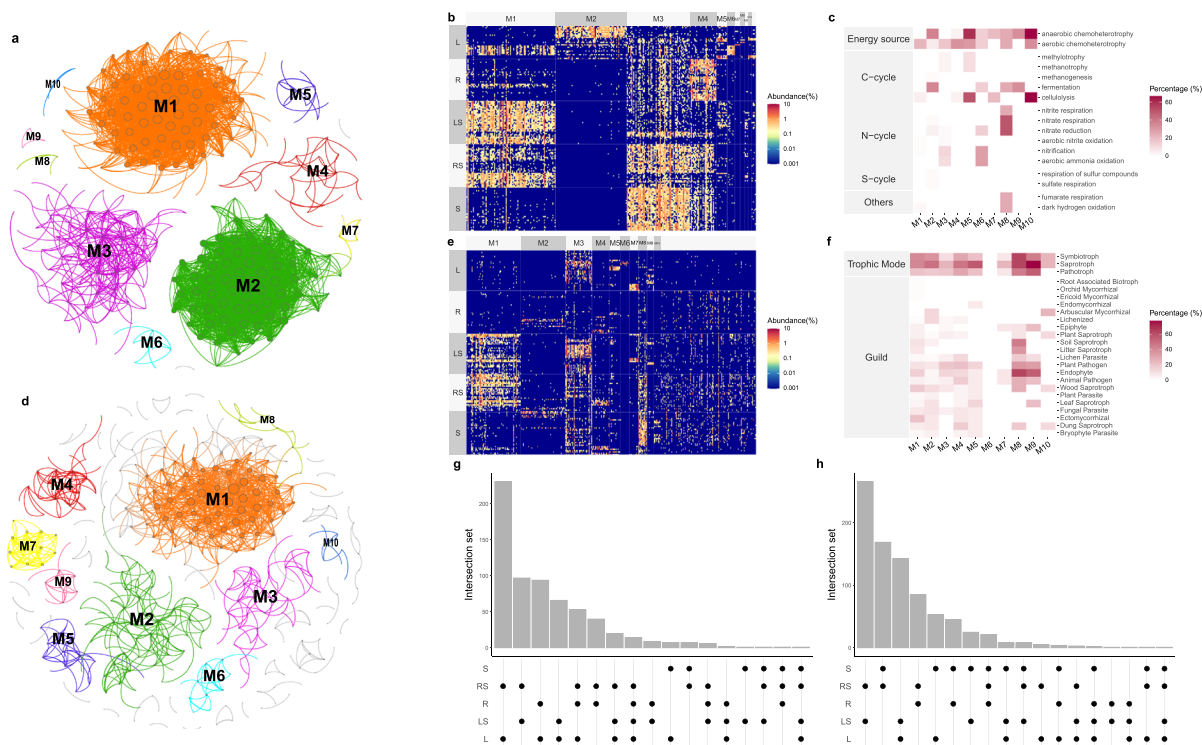 a
M10
M1
M5
M9
M8
M4
M7
M3
M2
M6
b
M1
M2
M3
M4
M5
M6
L
R
LS
RS
S
Abundance(%)
10
1
0.1
0.01
0.001
c
Energy source
C−cycle
N−cycle
S−cycle
Others
anaerobic chemoheterotrophy
aerobic chemoheterotrophy
methylotrophy
methanotrophy
methanogenesis
fermentation
cellulolysis
nitrite respiration
nitrate respiration
nitrate reduction
aerobic nitrite oxidation
nitrification
aerobic ammonia oxidation
respiration of sulfur compounds
sulfate respiration
fumarate respiration
dark hydrogen oxidation
M1 M2 M3 M4 M5 M6 M7 M8 M9 M10
Percentage (%)
60
40
20
0
d
M8
M4
M1
M7
M10
M9
M3
M2
M5
M6
e
M1
M2
M3
M4
M5
M6
M7
M8
L
R
LS
RS
S
Abundance(%)
10
1
0.1
0.01
0.001
f
Trophic Mode
Guild
Symbiotroph
Saprotroph
Pathotroph
Root Associated Biotroph
Orchid Mycorrhizal
Ericoid Mycorrhizal
Endomycorrhizal
Arbuscular Mycorrhizal
Lichenized
Epiphyte
Plant Saprotroph
Soil Saprotroph
Litter Saprotroph
Lichen Parasite
Plant Pathogen
Endophyte
Animal Pathogen
Wood Saprotroph
Plant Parasite
Leaf Saprotroph
Fungal Parasite
Ectomycorrhizal
Dung Saprotroph
Bryophyte Parasite
M1 M2 M3 M4 M5 M6 M7 M8 M9 M10
Percentage (%)
60
40
20
0
g
Intersection set
200
150
100
50
0
S
RS
R
LS
L
h
Intersection set
200
100
0
S
RS
R
LS
L